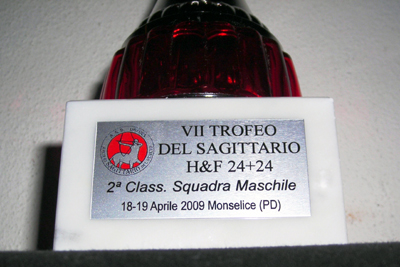 VII TROFEO
DEL SAGITTARIO
H&F 24+24
2ª Class. Squadra Maschile
18-19 Aprile 2009 Monselice (PD)